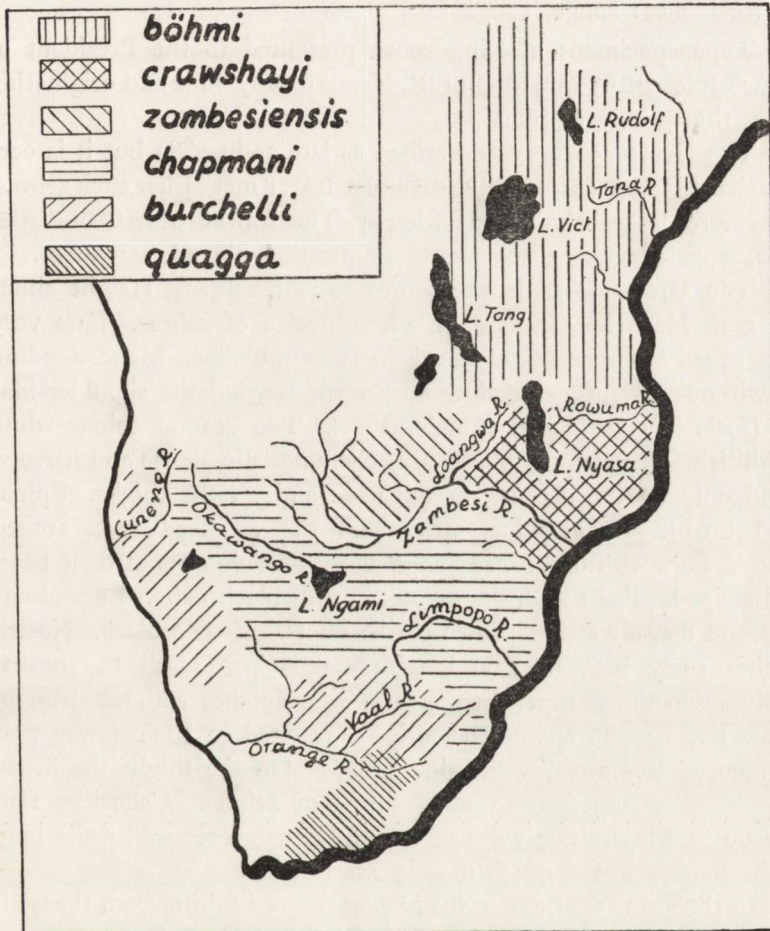 böhmi
crawshayi
zambesiensis
chapmani
burchelli
quagga
L. Rudolf
Tana R
L. Vict
L. Tang.
Rowuma R
Loangwa R.
L. Nyasa
Cunene R
Okawango R
Zambesi R
L. Ngami
Limpopo R
Vaal R
Orange R